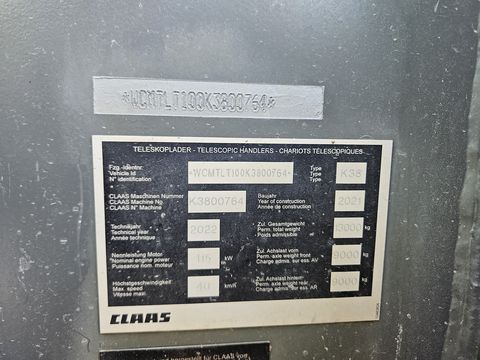 *WCMTLT100K3800764*
TELESKOPLADER - TELESCOPIC HANDLERS - CHARIOTS TÉLESCOPIQUES
Fzg.-Identnr. Type
Vehicle Id *WCMTLT100K3800764* Type K38
N° identification Type
CLAAS Maschinen Nummer Baujahr
CLAAS Machine No K3800764 Year of construction 2021
CLAAS N° Machine Année de construction
Technikjahr Zul. Gesamtgewicht
Technical year 2022 Perm. total weight 13000 kg
Année technique Poids admissible
Nennleistung Motor Zul. Achslast vorn
Nominal engine power 115 kW Perm. axle weight front 9000 kg
Puissance nom. moteur Charge admis. sur ess. AV
Höchstgeschwindigkeit Zul. Achslast hinten
Max. speed 40 km/h Perm. axle weight rear 9000 kg
Vitesse maxi. Charge admis. sur ess. AR
CLAAS